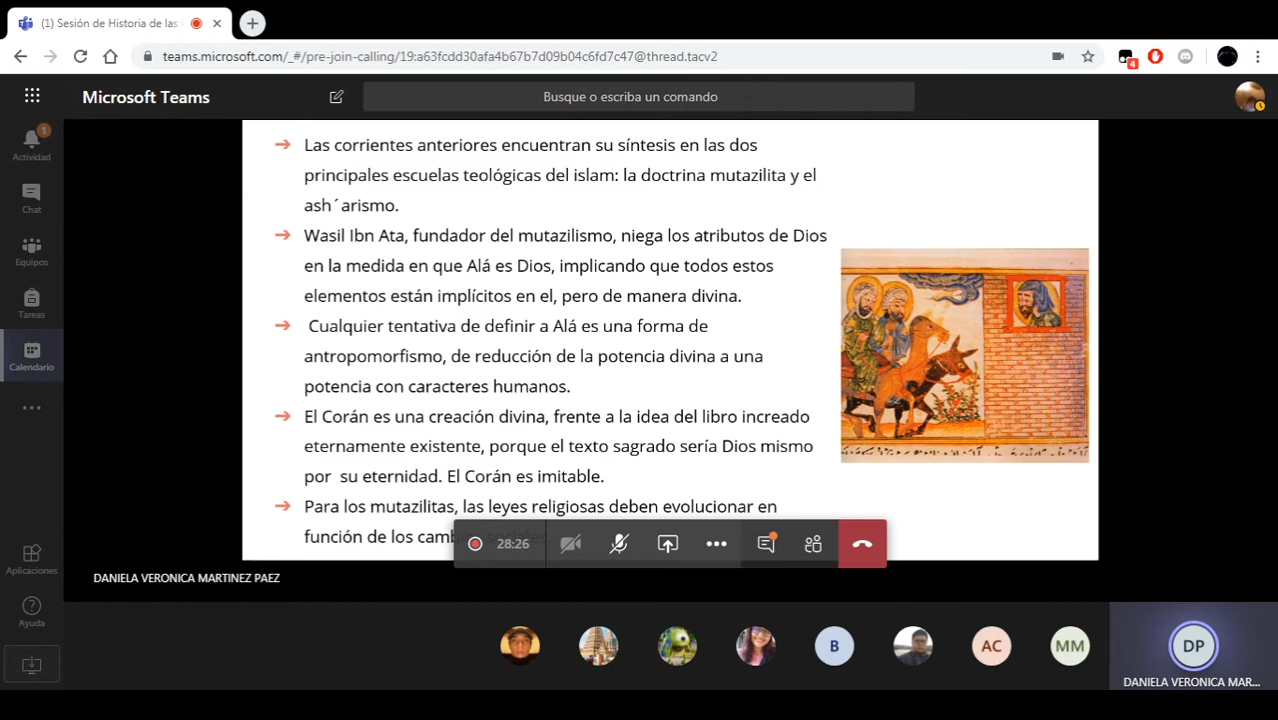 (1) Sesión de Historia de las
teams.microsoft.com/_#/pre-join-calling/19:a63fcdd30afa4b67b7d09b04c6fd7c47@thread.tacv2
4
Microsoft Teams
Busque o escriba un comando
1
Actividad
Chat
Equipos
Tareas
Calendario
Aplicaciones
Ayuda
➔ Las corrientes anteriores encuentran su síntesis en las dos
principales escuelas teológicas del islam: la doctrina mutazilita y el
ash´arismo.
➔ Wasil Ibn Ata, fundador del mutazilismo, niega los atributos de Dios
en la medida en que Alá es Dios, implicando que todos estos
elementos están implícitos en el, pero de manera divina.
➔ Cualquier tentativa de definir a Alá es una forma de
antropomorfismo, de reducción de la potencia divina a una
potencia con caracteres humanos.
➔ El Corán es una creación divina, frente a la idea del libro increado
eternamente existente, porque el texto sagrado sería Dios mismo
por su eternidad. El Corán es imitable.
➔ Para los mutazilitas, las leyes religiosas deben evolucionar en
función de los
28:26
DANIELA VERONICA MARTINEZ PAEZ
B
AC
MM
DP
DANIELA VERONICA MAR...